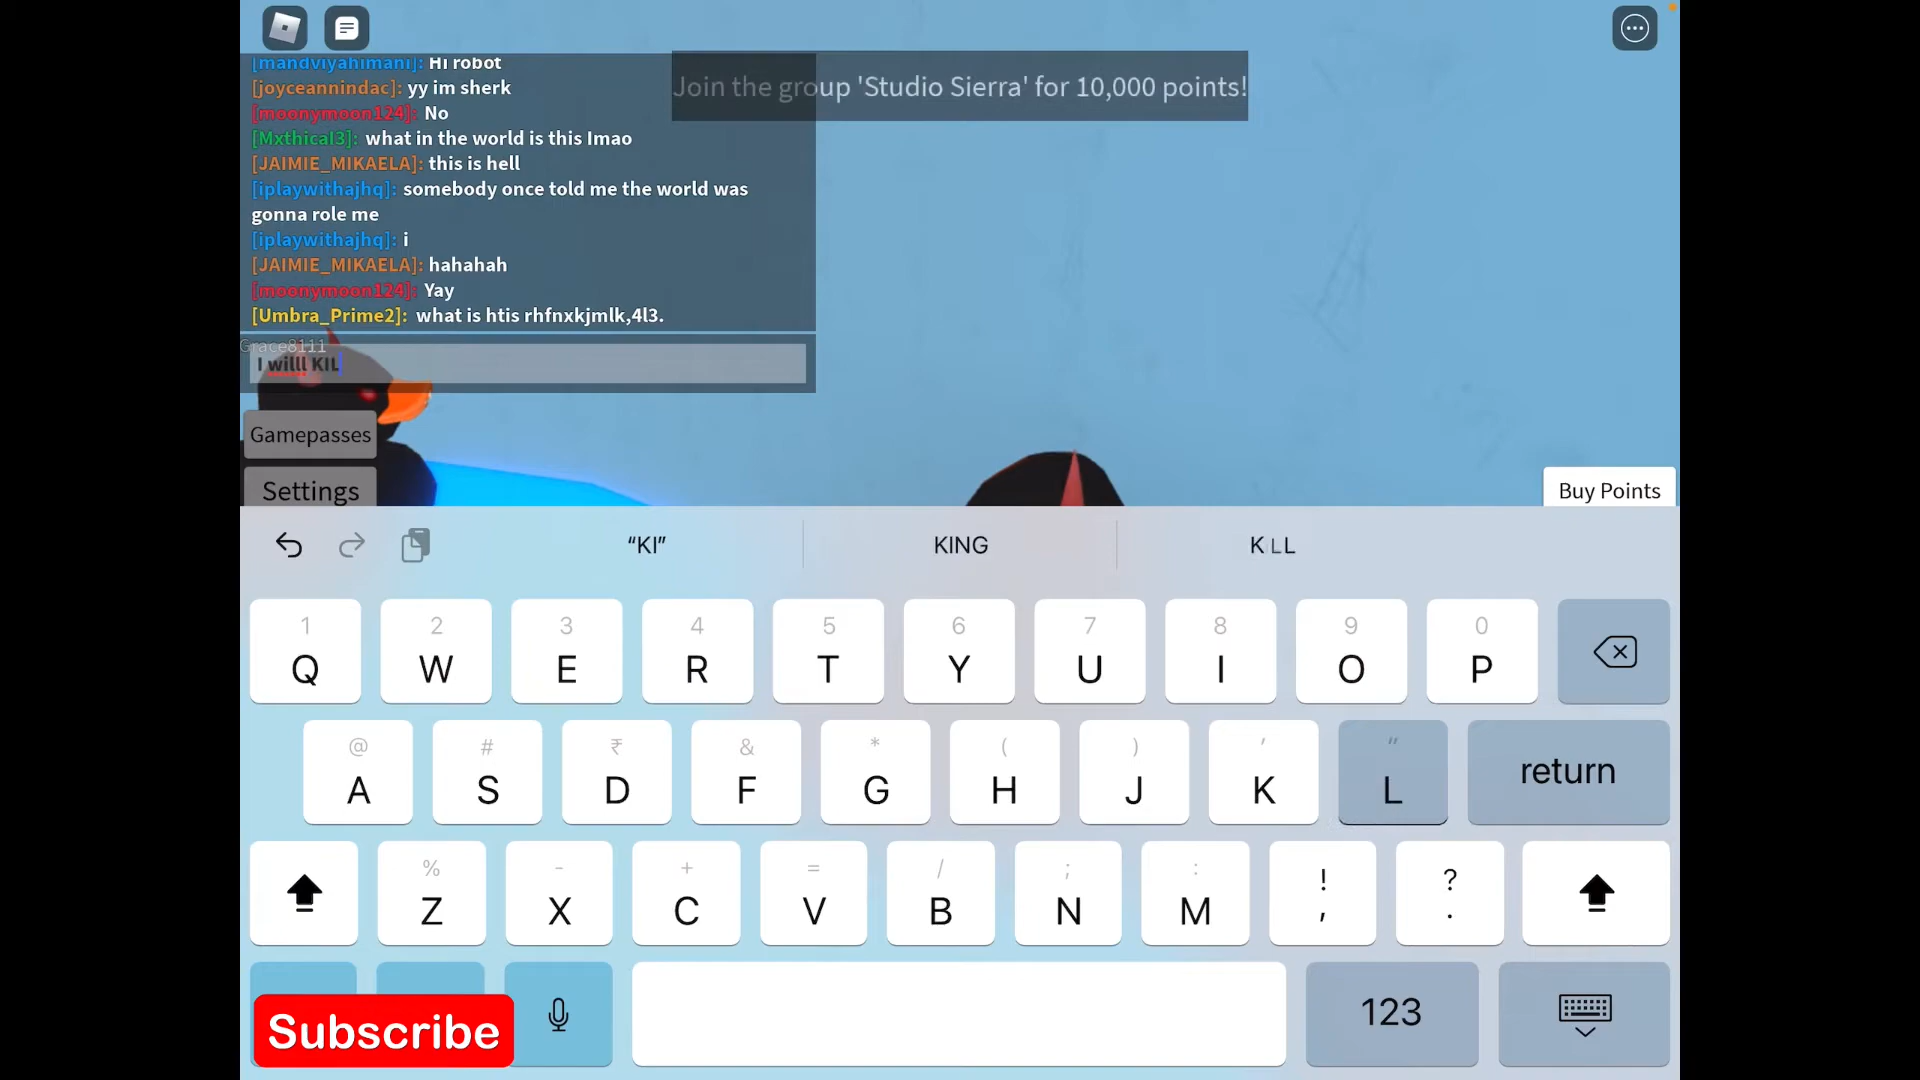 [mandviyahimani]: Hi robot
[joyceannindac]: yy im sherk
[moonymoon124]: No
[Mxthical3]: what in the world is this lmao
[JAIMIE_MIKAELA]: this is hell
[iplaywithajhq]: somebody once told me the world was
gonna role me
[iplaywithajhq]: i
[JAIMIE_MIKAELA]: hahahah
[moonymoon124]: Yay
[Umbra_Prime2]: what is htis rhfnxkjmlk,4l3.
Join the group 'Studio Sierra' for 10,000 points!
Grace8111
I willl KIL
Gamepasses
Settings
Buy Points
“KI” KING KILL
1 2 3 4 5 6 7 8 9 0
Q W E R T Y U I O P
@ # ₹ & * ( ) ' "
A S D F G H J K L return
% - + = / ; : ! ?
Z X C V B N M , .
123
Subscribe